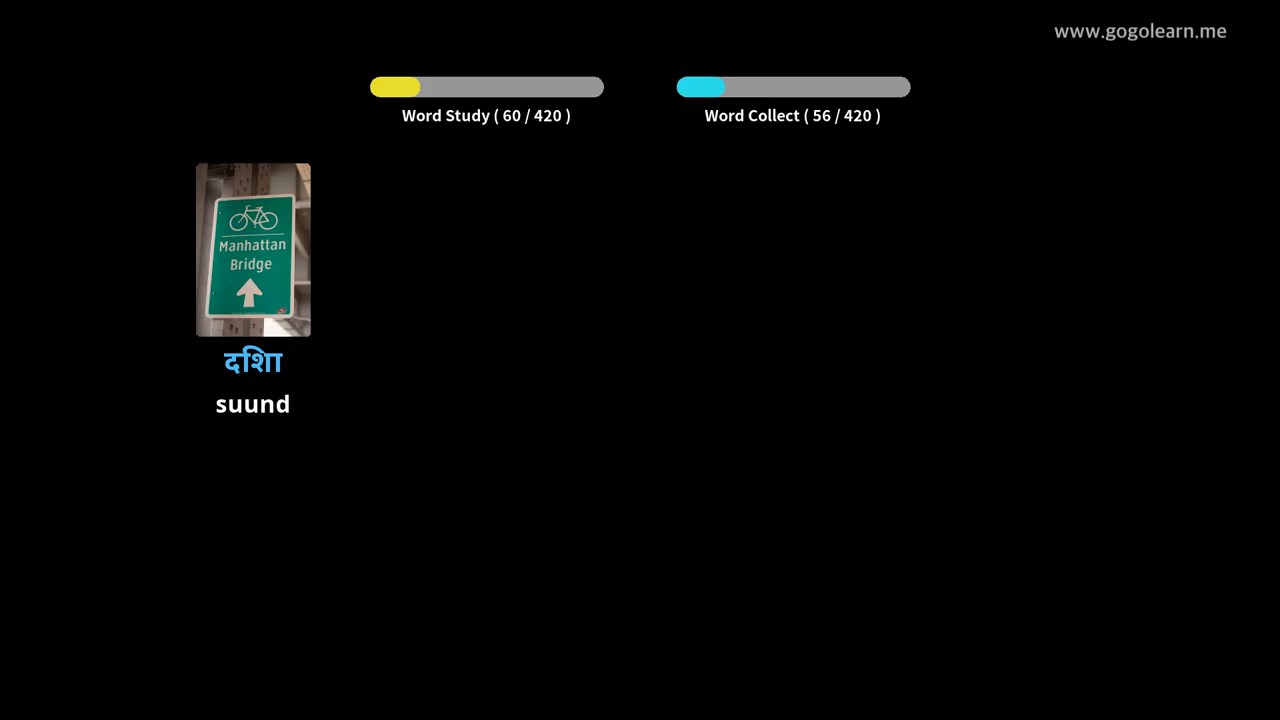 www.gogolearn.me
Word Study ( 60 / 420 )
Word Collect ( 56 / 420 )
Manhattan
Bridge
दिशा
suund